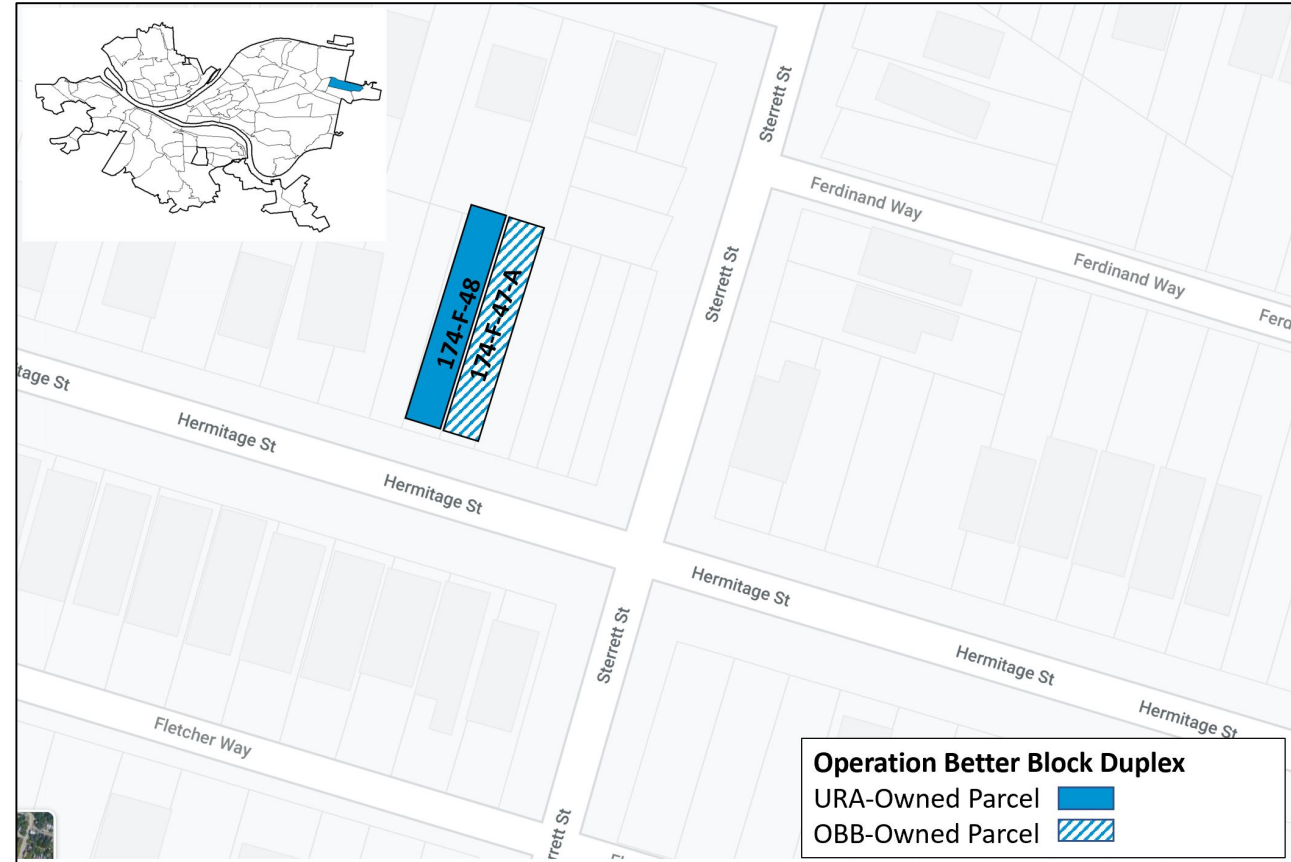 Sterrett St
Ferdinand Way
Ferdinand Way
Ferd
Sterrett St
174-F-48
174-F-47-A
tage St
Hermitage St
Hermitage St
Hermitage St
Sterrett St
Hermitage St
Hermitage St
Fletcher Way
rrett St
Operation Better Block Duplex
URA-Owned Parcel
OBB-Owned Parcel